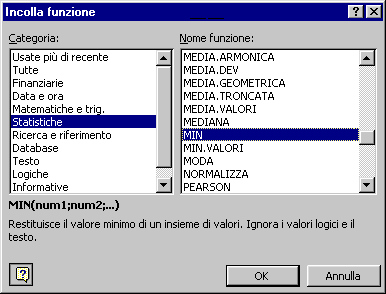 Incolla funzione
Categoria:
Usate più di recente
Tutte
Finanziarie
Data e ora
Matematiche e trig.
Statistiche
Ricerca e riferimento
Database
Testo
Logiche
Informative
Nome funzione:
MEDIA.ARMONICA
MEDIA.DEV
MEDIA.GEOMETRICA
MEDIA.TRONCATA
MEDIA.VALORI
MEDIANA
MIN
MIN.VALORI
MODA
NORMALIZZA
PEARSON
MIN(num1;num2;...)
Restituisce il valore minimo di un insieme di valori. Ignora i valori logici e il
testo.
OK
Annulla